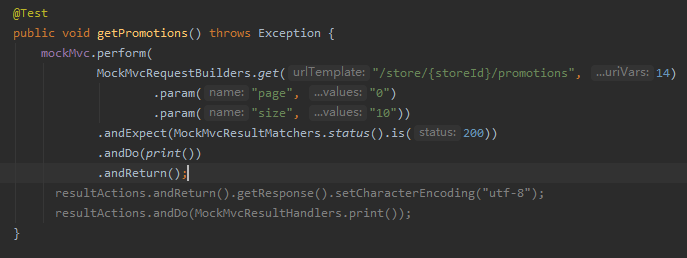 @Test
public void getPromotions() throws Exception {
mockMvc.perform(
MockMvcRequestBuilders.get( urlTemplate: "/store/{storeId}/promotions", ...uriVars: 14)
.param( name: "page", ...values: "0")
.param( name: "size", ...values: "10"))
.andExpect(MockMvcResultMatchers.status().is( status: 200))
.andDo(print())
.andReturn();
resultActions.andReturn().getResponse().setCharacterEncoding("utf-8");
resultActions.andDo(MockMvcResultHandlers.print());
}